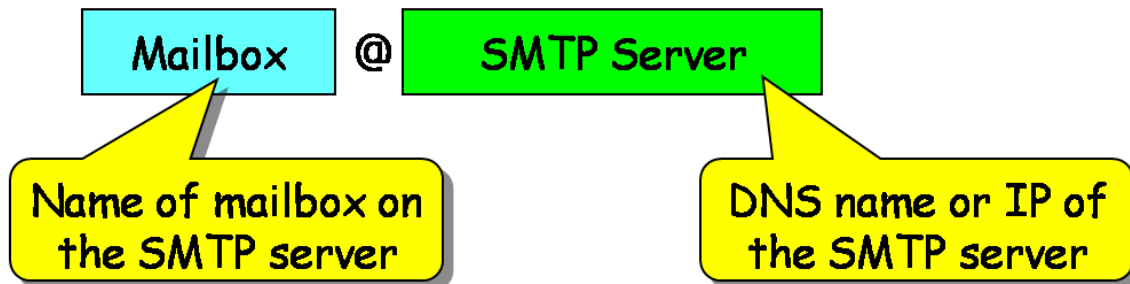 Mailbox @ SMTP Server
Name of mailbox on
the SMTP server
DNS name or IP of
the SMTP server